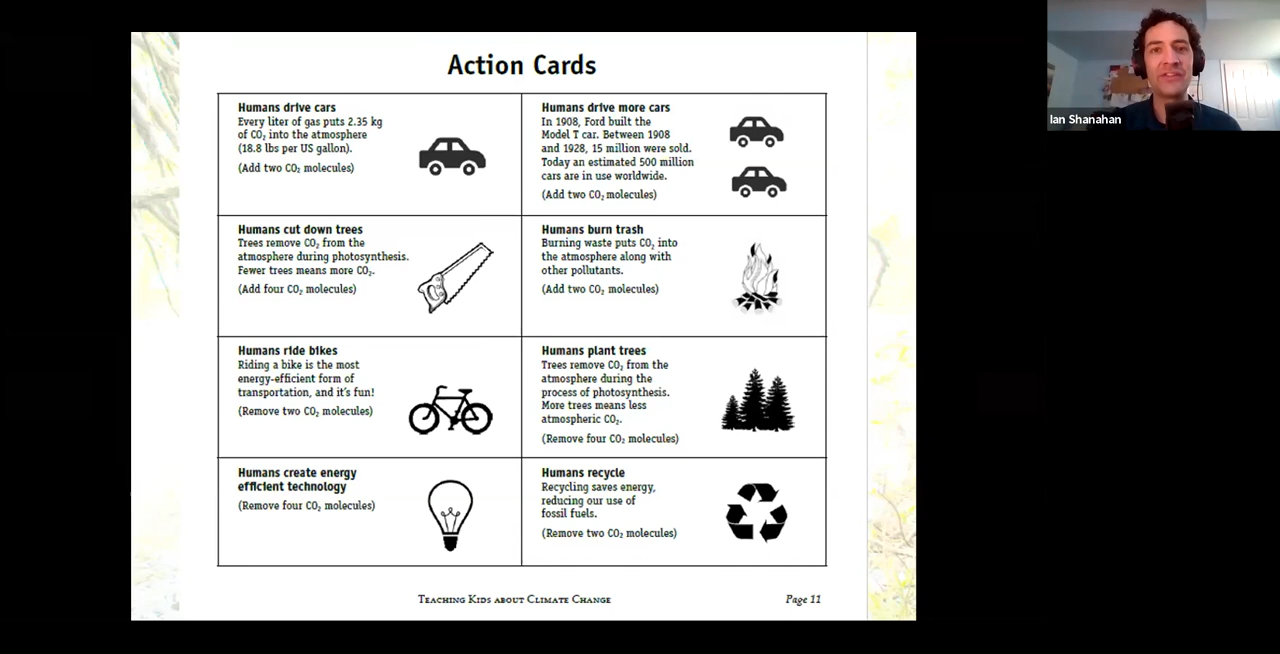 Action Cards
Humans drive cars
Every liter of gas puts 2.35 kg
of CO₂ into the atmosphere
(18.8 lbs per US gallon).
(Add two CO₂ molecules)
Humans drive more cars
In 1908, Ford built the
Model T car. Between 1908
and 1928, 15 million were sold.
Today an estimated 500 million
cars are in use worldwide.
(Add two CO₂ molecules)
Humans cut down trees
Trees remove CO₂ from the
atmosphere during photosynthesis.
Fewer trees means more CO₂.
(Add four CO₂ molecules)
Humans burn trash
Burning waste puts CO₂ into
the atmosphere along with
other pollutants.
(Add two CO₂ molecules)
Humans ride bikes
Riding a bike is the most
energy-efficient form of
transportation, and it's fun!
(Remove two CO₂ molecules)
Humans plant trees
Trees remove CO₂ from the
atmosphere during the
process of photosynthesis.
More trees means less
atmospheric CO₂.
(Remove four CO₂ molecules)
Humans create energy
efficient technology
(Remove four CO₂ molecules)
Humans recycle
Recycling saves energy,
reducing our use of
fossil fuels.
(Remove two CO₂ molecules)
Teaching Kids about Climate Change
Page 11
Ian Shanahan